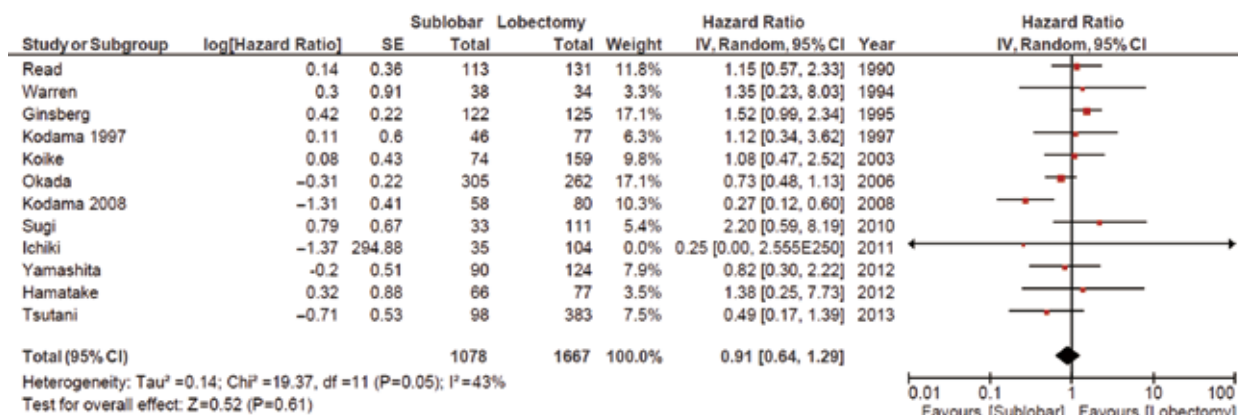 Sublobar Lobectomy Hazard Ratio Hazard Ratio
Study or Subgroup log[Hazard Ratio] SE Total Total Weight IV, Random, 95% CI Year IV, Random, 95% CI
Read 0.14 0.36 113 131 11.8% 1.15 [0.57, 2.33] 1990
Warren 0.3 0.91 38 34 3.3% 1.35 [0.23, 8.03] 1994
Ginsberg 0.42 0.22 122 125 17.1% 1.52 [0.99, 2.34] 1995
Kodama 1997 0.11 0.6 46 77 6.3% 1.12 [0.34, 3.62] 1997
Koike 0.08 0.43 74 159 9.8% 1.08 [0.47, 2.52] 2003
Okada −0.31 0.22 305 262 17.1% 0.73 [0.48, 1.13] 2006
Kodama 2008 −1.31 0.41 58 80 10.3% 0.27 [0.12, 0.60] 2008
Sugi 0.79 0.67 33 111 5.4% 2.20 [0.59, 8.19] 2010
Ichiki −1.37 294.88 35 104 0.0% 0.25 [0.00, 2.555E250] 2011
Yamashita -0.2 0.51 90 124 7.9% 0.82 [0.30, 2.22] 2012
Hamatake 0.32 0.88 66 77 3.5% 1.38 [0.25, 7.73] 2012
Tsutani −0.71 0.53 98 383 7.5% 0.49 [0.17, 1.39] 2013
Total (95% CI) 1078 1667 100.0% 0.91 [0.64, 1.29]
Heterogeneity: Tau² =0.14; Chi² =19.37, df =11 (P=0.05); I²=43%
Test for overall effect: Z=0.52 (P=0.61)
0.01 0.1 1 10 100
Favours [Sublobar] Favours [Lobectomy]